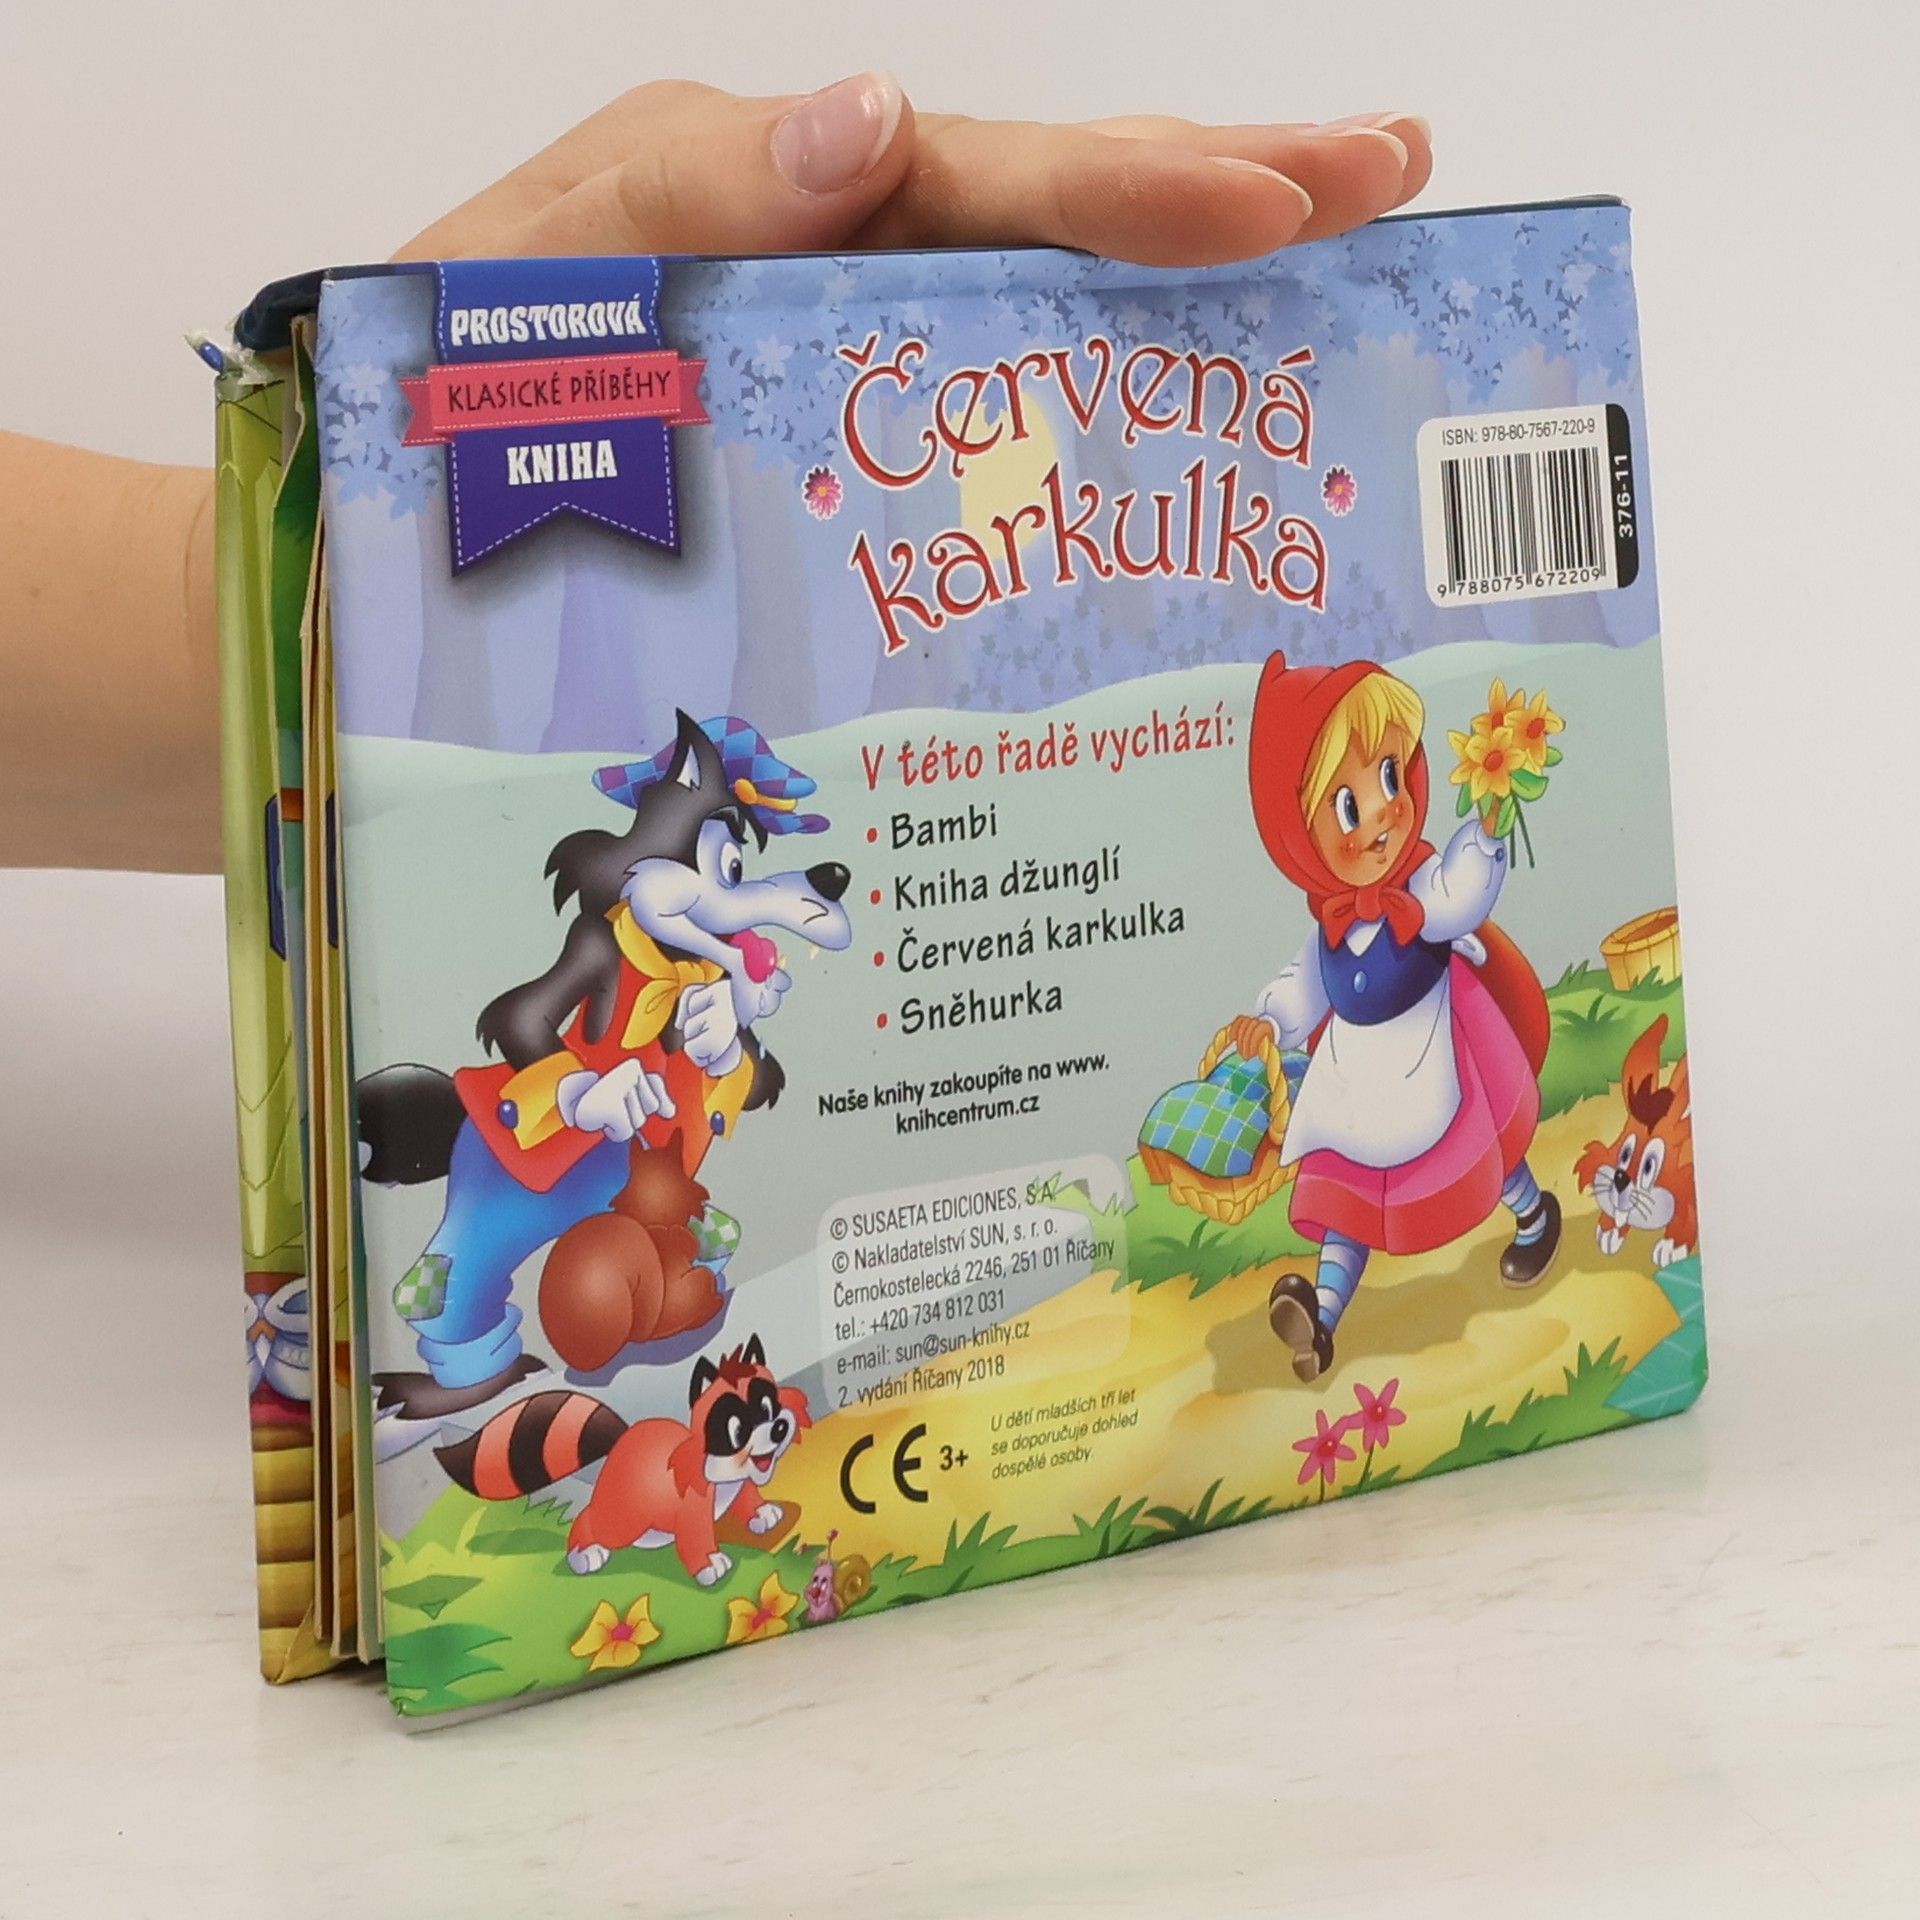 PROSTOROVÁ
KLASICKÉ PŘÍBĚHY
KNIHA
Červená
karkulka
ISBN: 978-80-7567-220-9
9 788075 672209
376-11
V této řadě vychází:
• Bambi
• Kniha džunglí
• Červená karkulka
• Sněhurka
Naše knihy zakoupíte na www.
knihcentrum.cz
© SUSAETA EDICIONES, S.A.
© Nakladatelství SUN, s. r. o.
Černokostelecká 2246, 251 01 Říčany
tel.: +420 734 812 031
e-mail: sun@sun-knihy.cz
2. vydání Říčany 2018
CE 3+
U dětí mladších tří let
se doporučuje dohled
dospělé osoby.